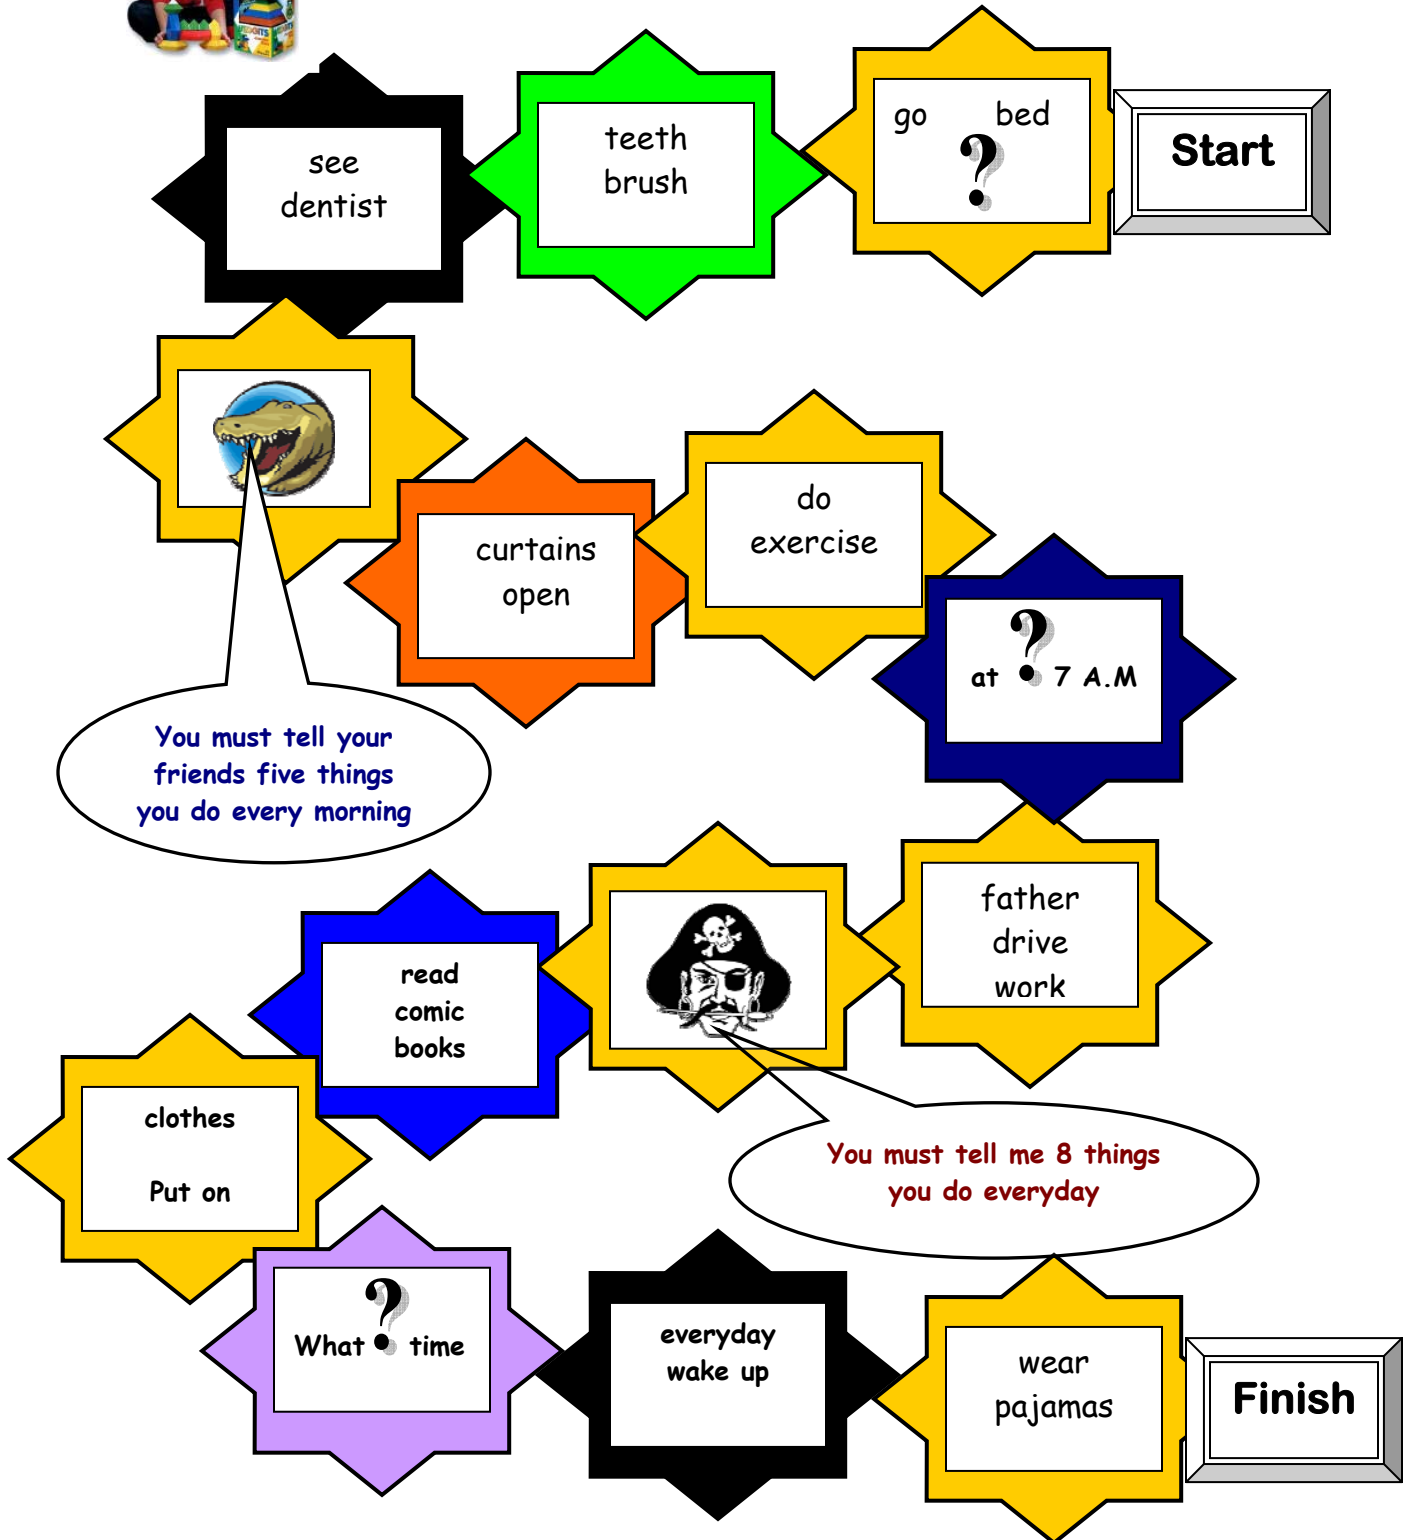 Start
go bed
?
teeth
brush
see
dentist
You must tell your
friends five things
you do every morning
curtains
open
do
exercise
?
at 7 A.M
father
drive
work
You must tell me 8 things
you do everyday
read
comic
books
clothes
Put on
?
What time
everyday
wake up
wear
pajamas
Finish